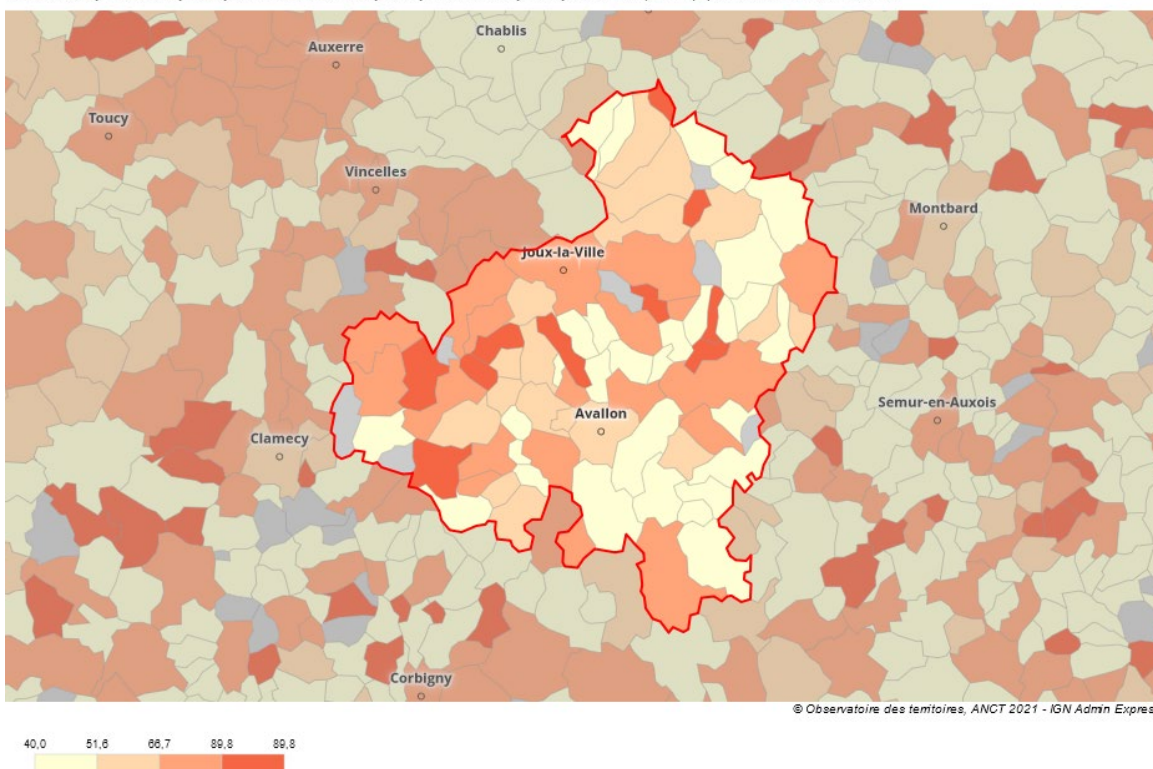 Chablis
Auxerre
Toucy
Vincelles
Montbard
Joux-la-Ville
Semur-en-Auxois
Avallon
Clamecy
Corbigny
© Observatoire des territoires, ANCT 2021 - IGN Admin Expres
40,0 51,6 66,7 89,8 89,8